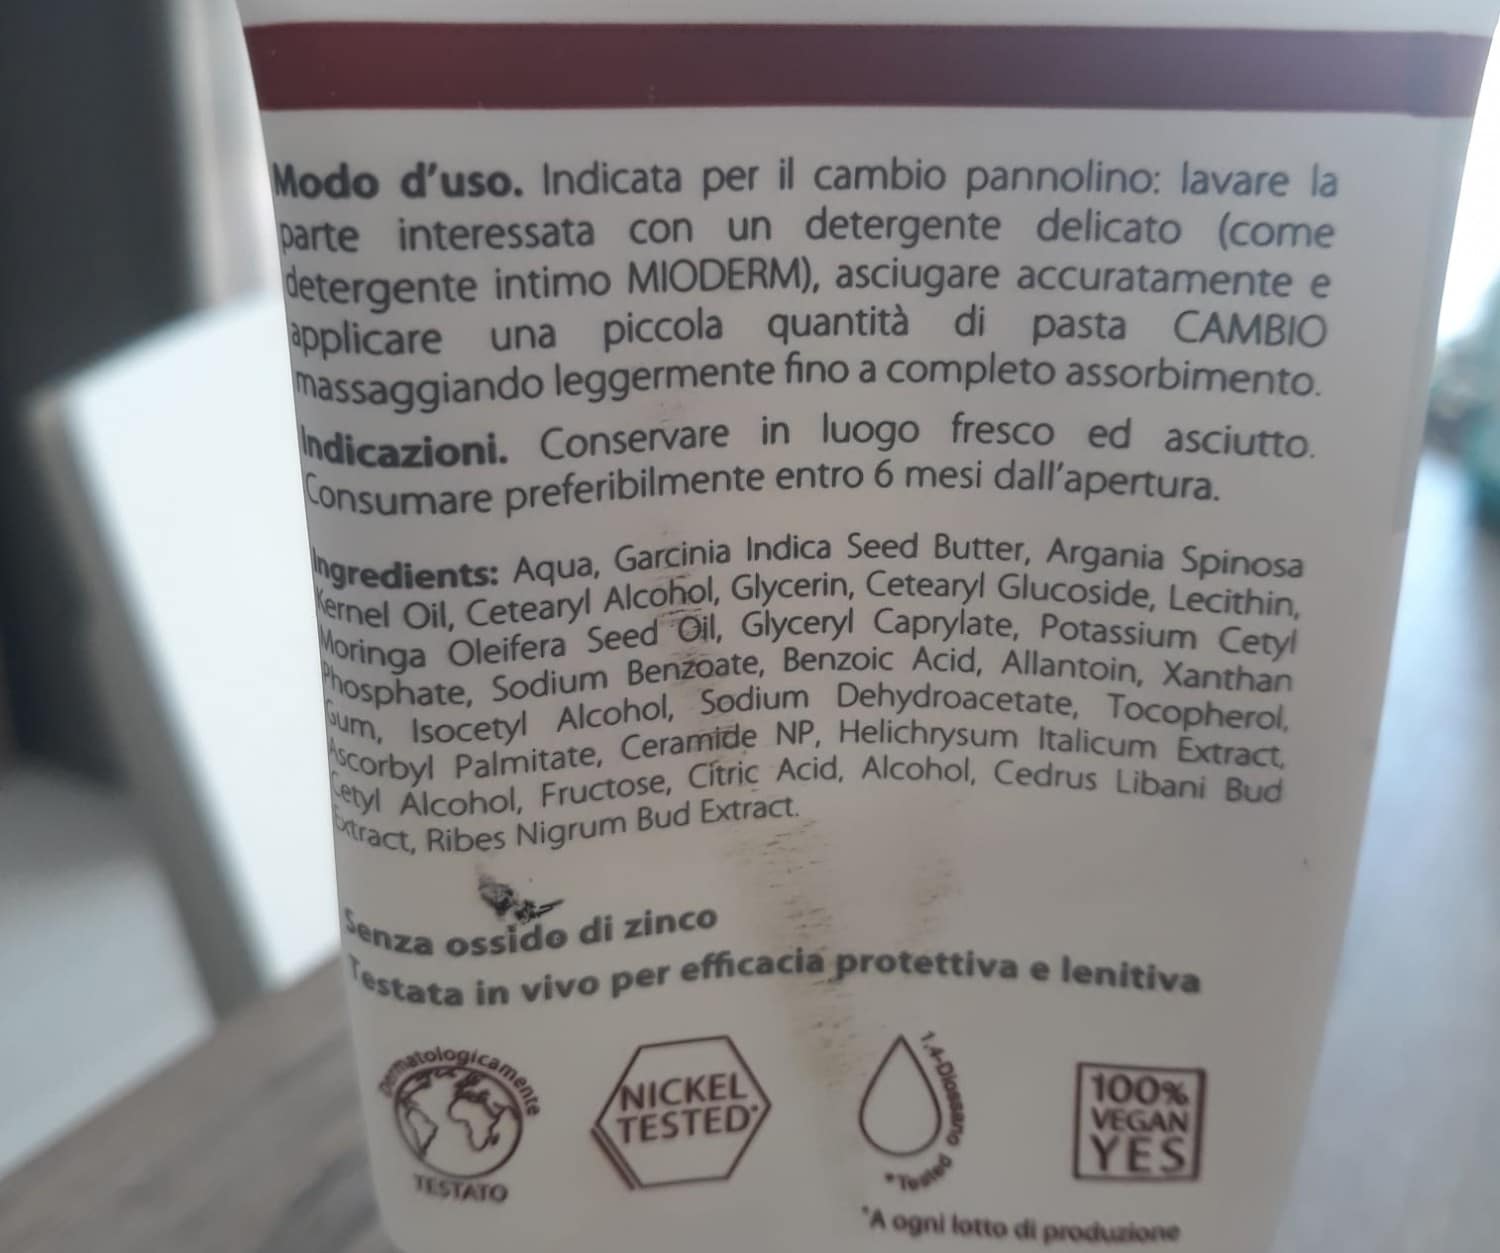 Modo d'uso. Indicata per il cambio pannolino: lavare la
parte interessata con un detergente delicato (come
detergente intimo MIODERM), asciugare accuratamente e
applicare una piccola quantità di pasta CAMBIO
massaggiando leggermente fino a completo assorbimento.
Indicazioni. Conservare in luogo fresco ed asciutto.
Consumare preferibilmente entro 6 mesi dall'apertura.
Ingredients: Aqua, Garcinia Indica Seed Butter, Argania Spinosa
Kernel Oil, Cetearyl Alcohol, Glycerin, Cetearyl Glucoside, Lecithin,
Moringa Oleifera Seed Oil, Glyceryl Caprylate, Potassium Cetyl
Phosphate, Sodium Benzoate, Benzoic Acid, Allantoin, Xanthan
Gum, Isocetyl Alcohol, Sodium Dehydroacetate, Tocopherol,
Ascorbyl Palmitate, Ceramide NP, Helichrysum Italicum Extract,
Cetyl Alcohol, Fructose, Citric Acid, Alcohol, Cedrus Libani Bud
Extract, Ribes Nigrum Bud Extract.
Senza ossido di zinco
Testata in vivo per efficacia protettiva e lenitiva
Dermatologicamente
TESTATO
NICKEL
TESTED*
1,4-Diossano
*Tested
100%
VEGAN
YES
*A ogni lotto di produzione